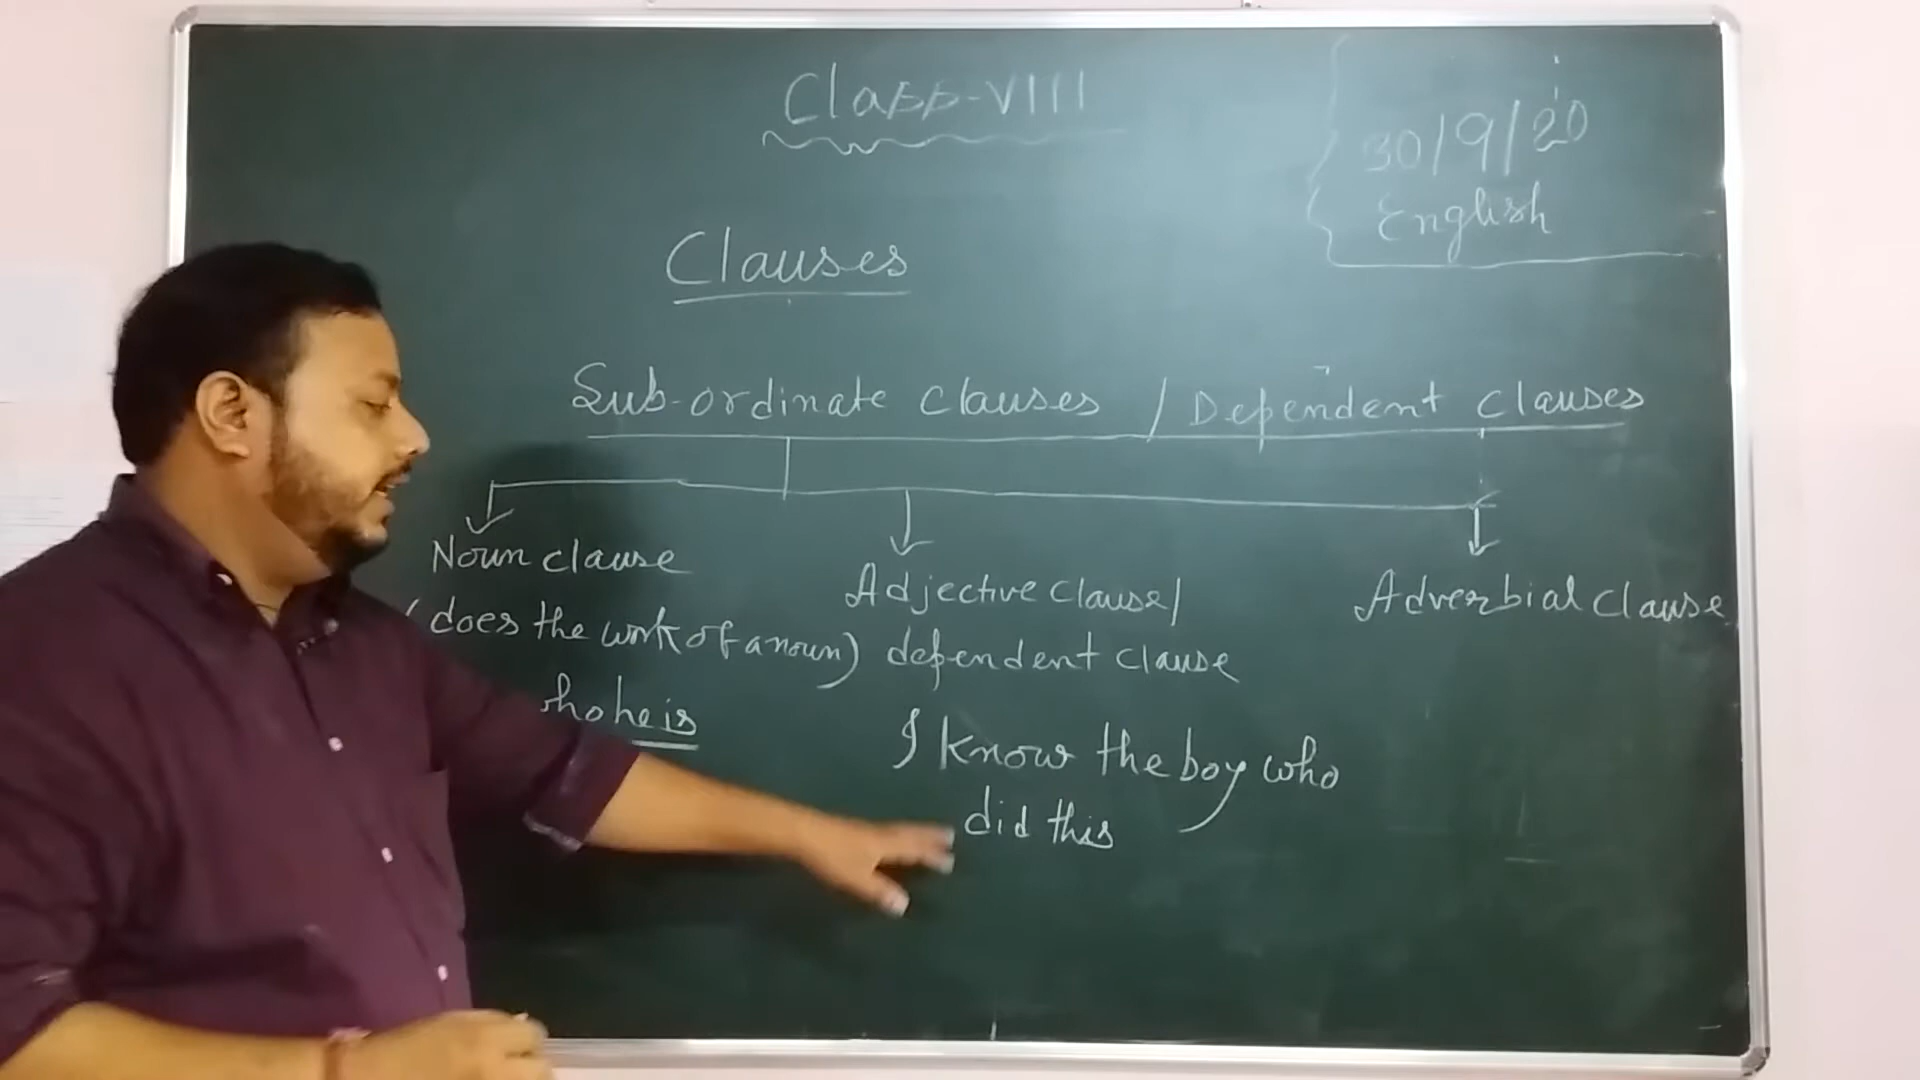 Class-VIII
30/9/20
English
Clauses
Sub-ordinate clauses / Dependent clauses
Noun clause
(does the work of a noun)
he is
Adjective clause/
dependent clause
I know the boy who
did this
Adverbial clause